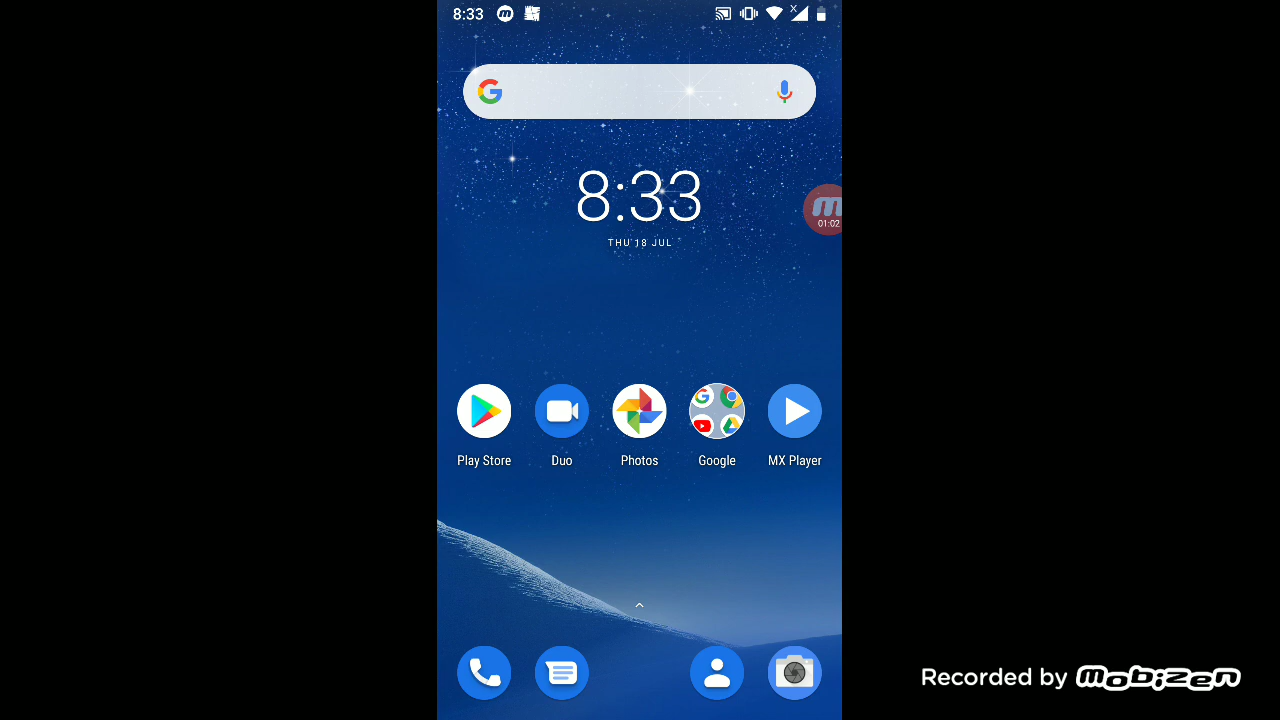 8:33
8:33
THU 18 JUL
01:02
Play Store Duo Photos Google MX Player
Recorded by mobizen